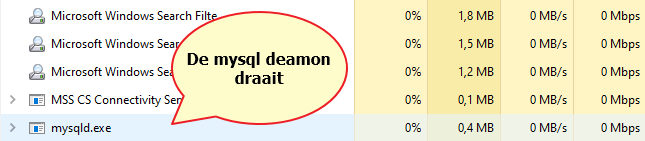 Microsoft Windows Search Filte... 0% 1,8 MB 0 MB/s 0 Mbps
Microsoft Windows Sear 0% 1,5 MB 0 MB/s 0 Mbps
Microsoft Windows Sea 0% 1,2 MB 0 MB/s 0 Mbps
MSS CS Connectivity Ser 0% 0,1 MB 0 MB/s 0 Mbps
mysqld.exe 0% 0,4 MB 0 MB/s 0 Mbps
De mysql deamon
draait